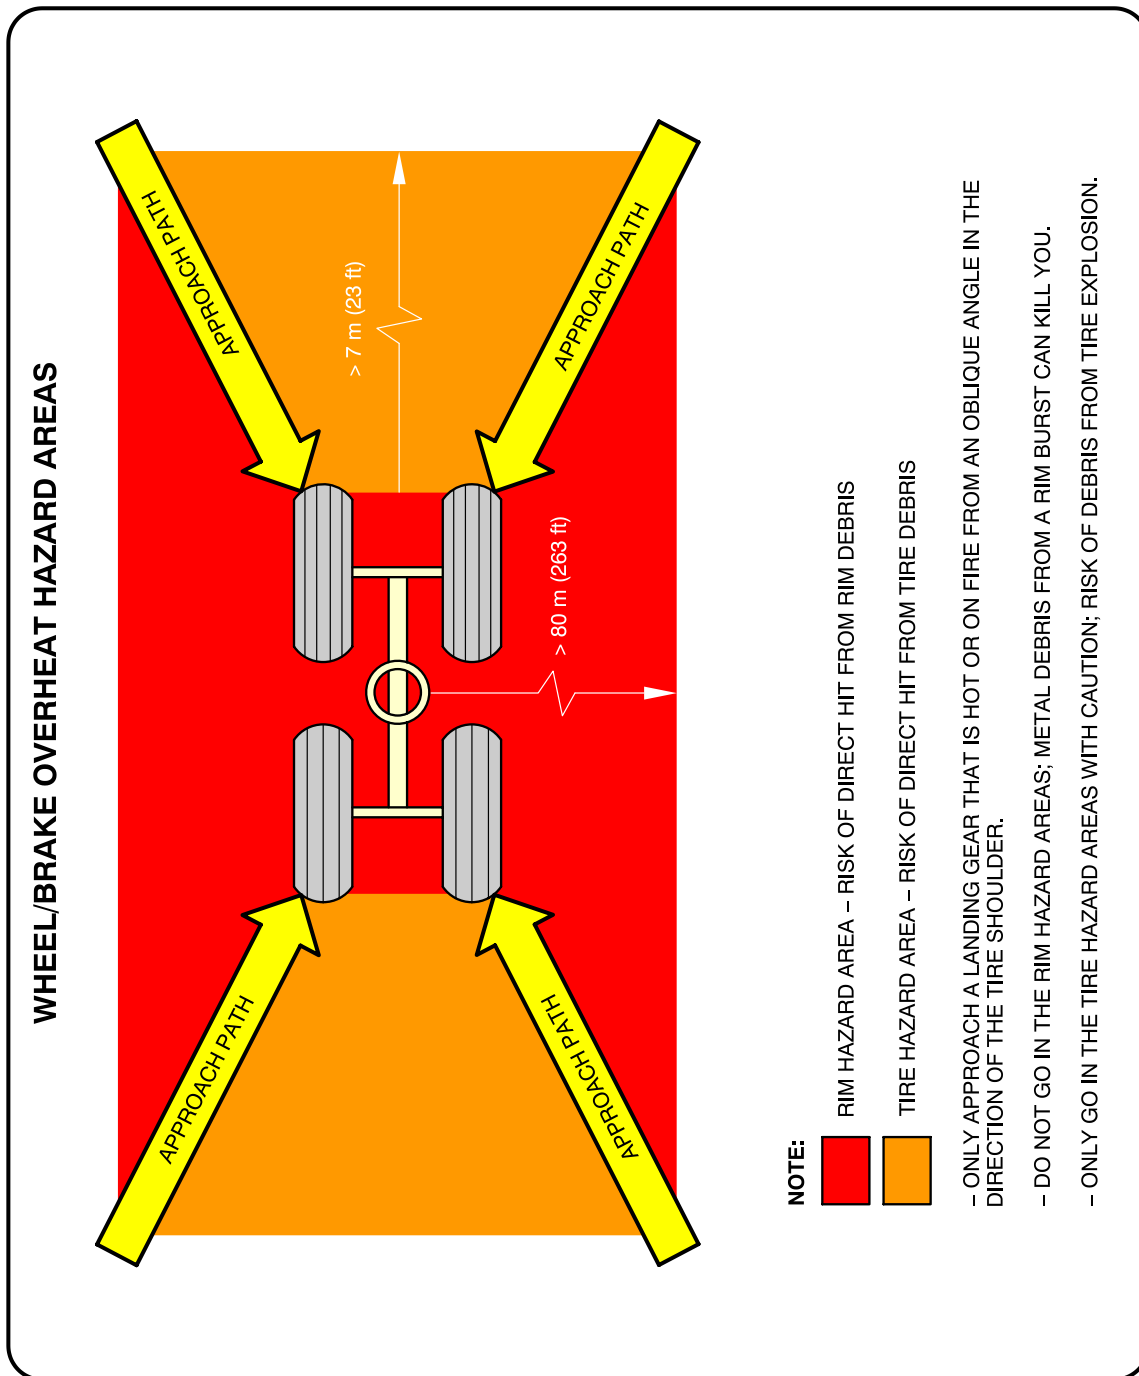 WHEEL/BRAKE OVERHEAT HAZARD AREAS
APPROACH PATH
APPROACH PATH
> 7 m (23 ft)
> 80 m (263 ft)
APPROACH PATH
APPROACH PATH
NOTE:
RIM HAZARD AREA – RISK OF DIRECT HIT FROM RIM DEBRIS
TIRE HAZARD AREA – RISK OF DIRECT HIT FROM TIRE DEBRIS
– ONLY APPROACH A LANDING GEAR THAT IS HOT OR ON FIRE FROM AN OBLIQUE ANGLE IN THE
DIRECTION OF THE TIRE SHOULDER.
– DO NOT GO IN THE RIM HAZARD AREAS; METAL DEBRIS FROM A RIM BURST CAN KILL YOU.
– ONLY GO IN THE TIRE HAZARD AREAS WITH CAUTION; RISK OF DEBRIS FROM TIRE EXPLOSION.